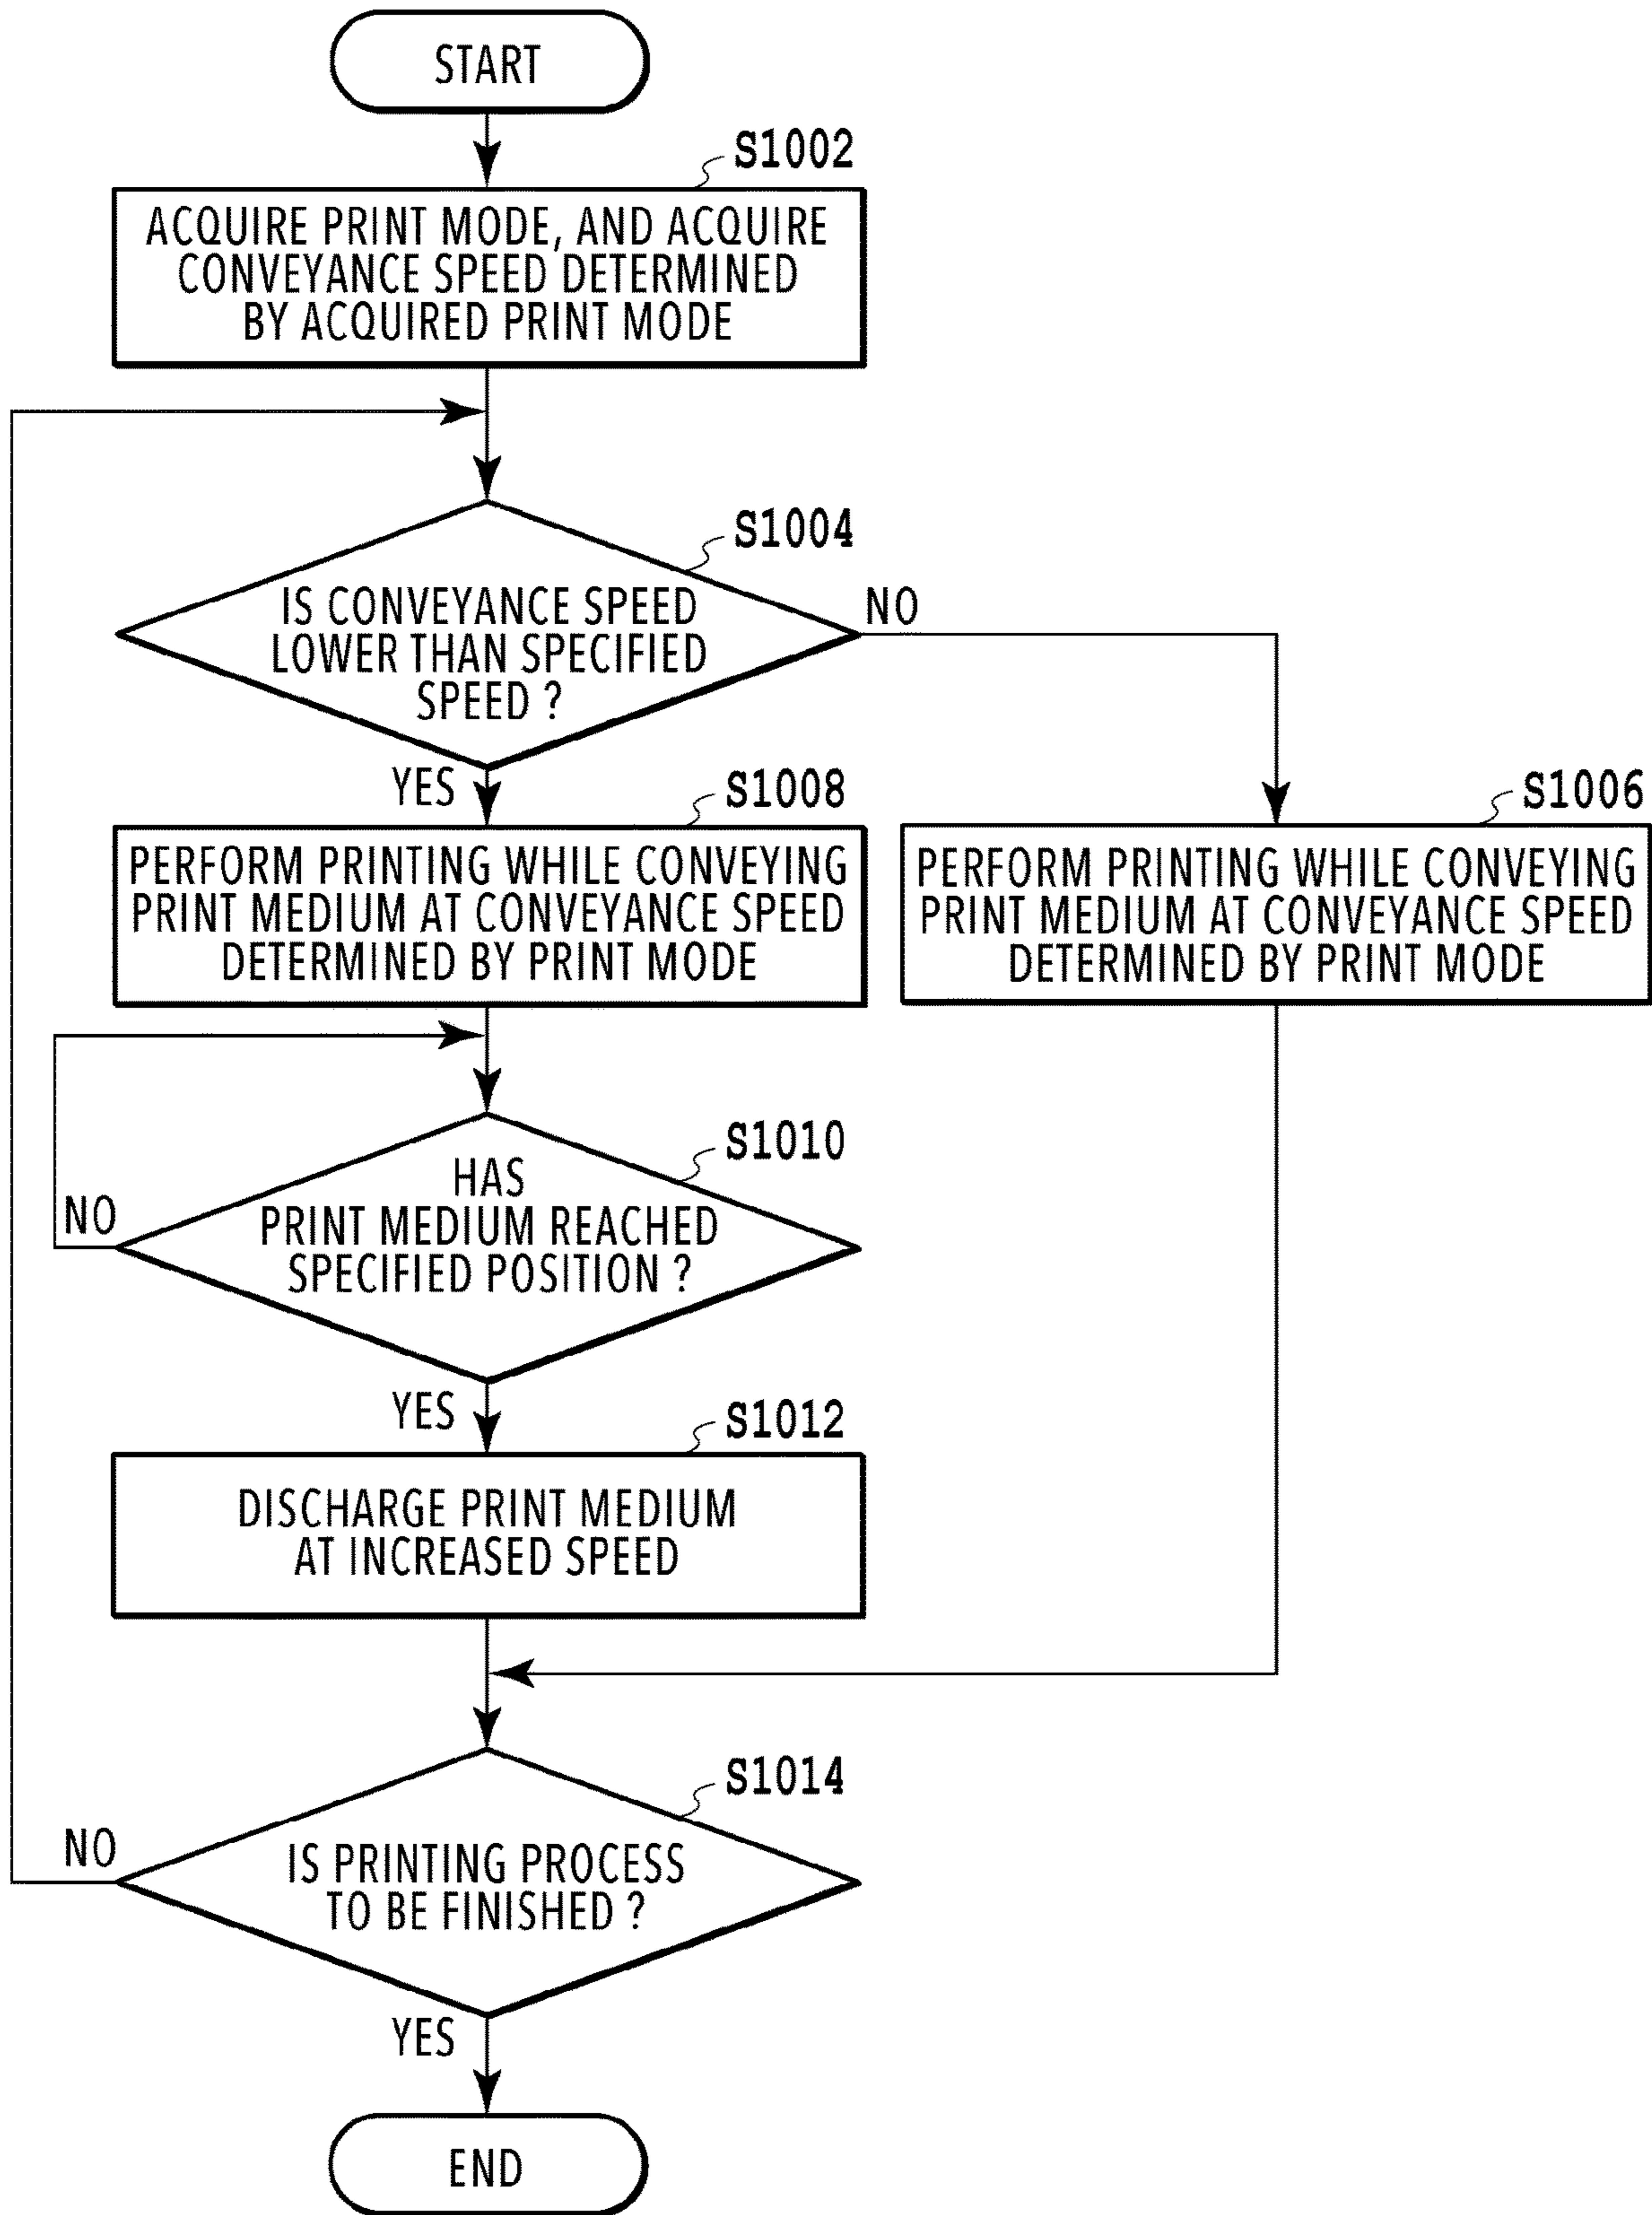 START
S1002
ACQUIRE PRINT MODE, AND ACQUIRE
CONVEYANCE SPEED DETERMINED
BY ACQUIRED PRINT MODE
S1004
IS CONVEYANCE SPEED
LOWER THAN SPECIFIED
SPEED ?
NO
YES
S1008
PERFORM PRINTING WHILE CONVEYING
PRINT MEDIUM AT CONVEYANCE SPEED
DETERMINED BY PRINT MODE
S1006
PERFORM PRINTING WHILE CONVEYING
PRINT MEDIUM AT CONVEYANCE SPEED
DETERMINED BY PRINT MODE
S1010
HAS
PRINT MEDIUM REACHED
SPECIFIED POSITION ?
NO
YES
S1012
DISCHARGE PRINT MEDIUM
AT INCREASED SPEED
S1014
IS PRINTING PROCESS
TO BE FINISHED ?
NO
YES
END